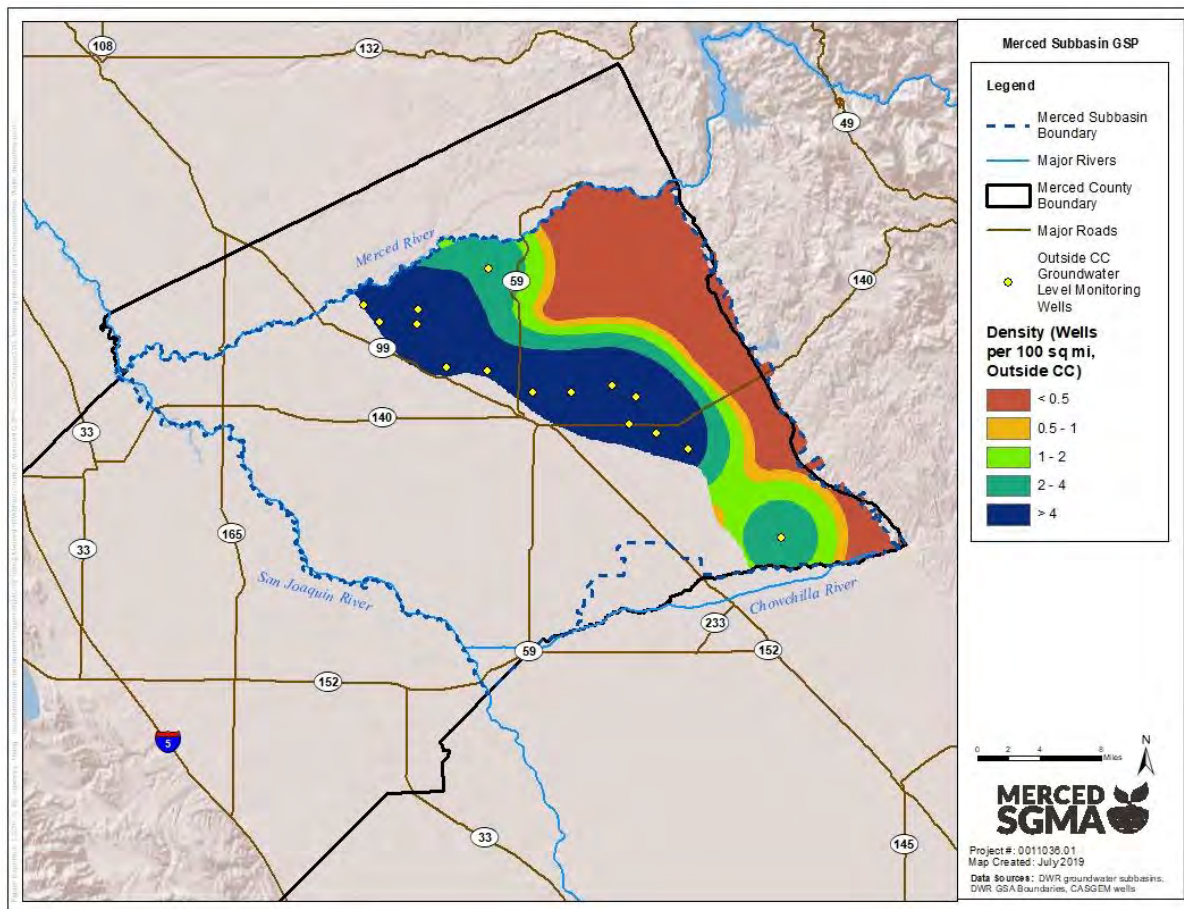 108
132
49
Merced River
59
140
99
140
33
165
33
San Joaquin River
Chowchilla River
233
59
152
152
5
33
145
Merced Subbasin GSP
Legend
Merced Subbasin
Boundary
Major Rivers
Merced County
Boundary
Major Roads
Outside CC
Groundwater
Level Monitoring
Wells
Density (Wells
per 100 sq mi,
Outside CC)
< 0.5
0.5 - 1
1 - 2
2 - 4
> 4
0 2 4 8
Miles
N
MERCED
SGMA
Project #: 0011036.01
Map Created: July 2019
Data Sources: DWR groundwater subbasins,
DWR GSA Boundaries, CASGEM wells